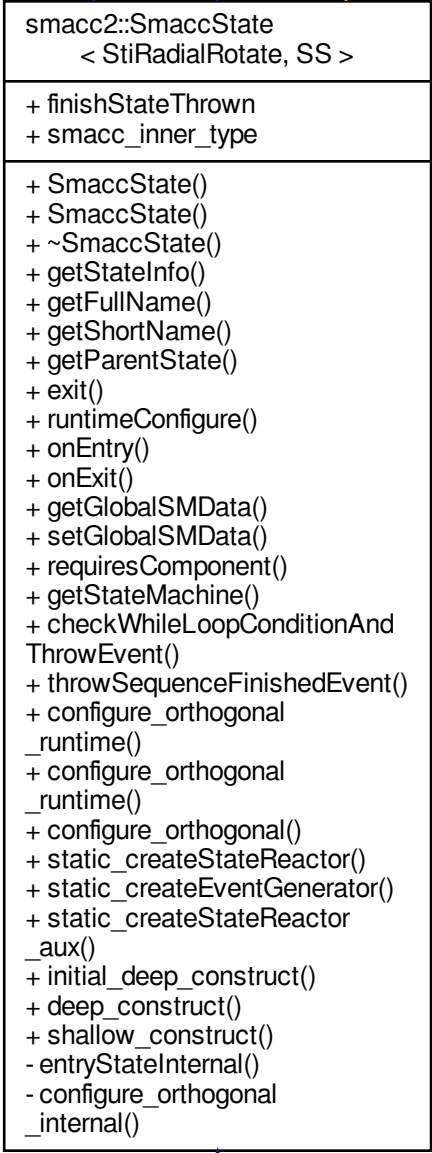 smacc2::SmaccState
< StiRadialRotate, SS >
+ finishStateThrown
+ smacc_inner_type
+ SmaccState()
+ SmaccState()
+ ~SmaccState()
+ getStateInfo()
+ getFullName()
+ getShortName()
+ getParentState()
+ exit()
+ runtimeConfigure()
+ onEntry()
+ onExit()
+ getGlobalSMData()
+ setGlobalSMData()
+ requiresComponent()
+ getStateMachine()
+ checkWhileLoopConditionAnd
ThrowEvent()
+ throwSequenceFinishedEvent()
+ configure_orthogonal
_runtime()
+ configure_orthogonal
_runtime()
+ configure_orthogonal()
+ static_createStateReactor()
+ static_createEventGenerator()
+ static_createStateReactor
_aux()
+ initial_deep_construct()
+ deep_construct()
+ shallow_construct()
- entryStateInternal()
- configure_orthogonal
_internal()